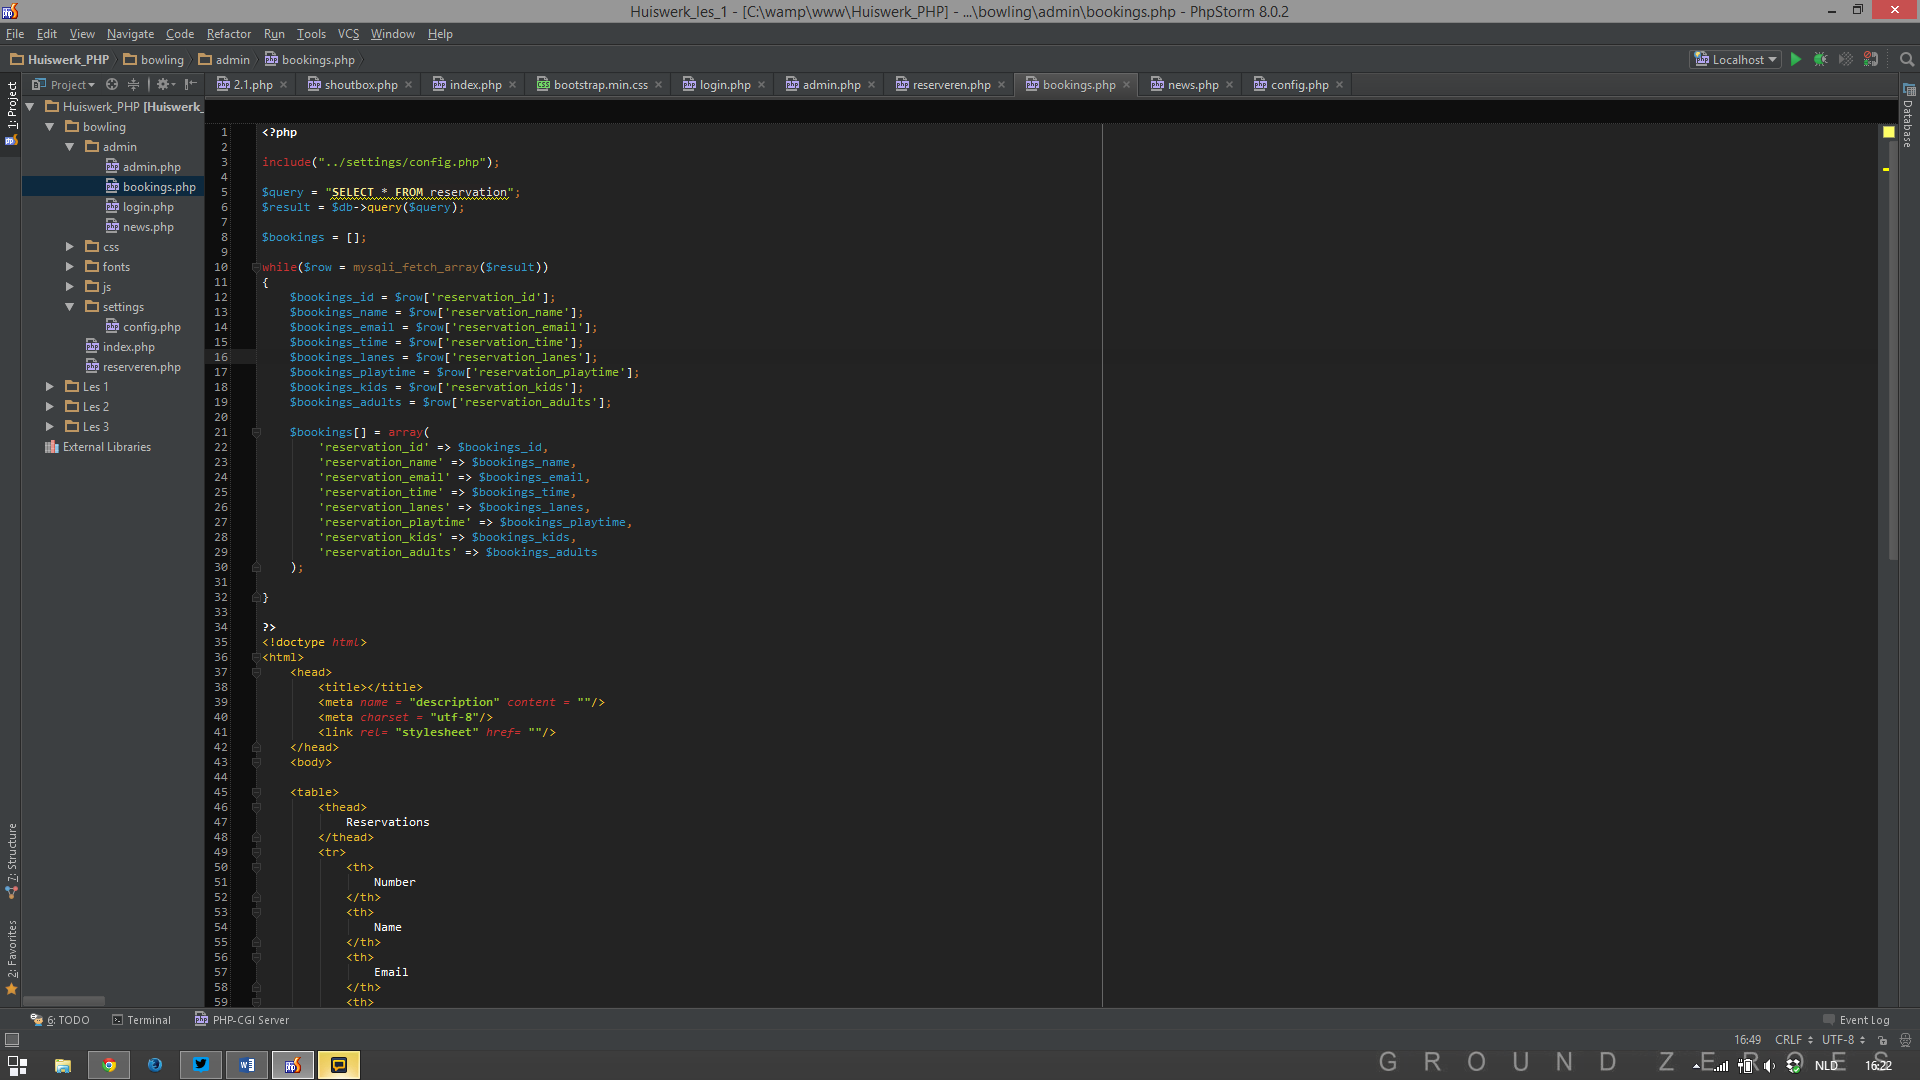 Huiswerk_les_1 - [C:\wamp\www\Huiswerk_PHP] - ...\bowling\admin\bookings.php - PhpStorm 8.0.2
File Edit View Navigate Code Refactor Run Tools VCS Window Help
Huiswerk_PHP bowling admin bookings.php Localhost
Project 2.1.php shoutbox.php index.php bootstrap.min.css login.php admin.php reserveren.php bookings.php news.php config.php
1: Project
Huiswerk_PHP [Huiswerk_
bowling
admin
admin.php
bookings.php
login.php
news.php
css
fonts
js
settings
config.php
index.php
reserveren.php
Les 1
Les 2
Les 3
External Libraries
7: Structure
2: Favorites
1 <?php
2
3 include("../settings/config.php");
4
5 $query = "SELECT * FROM reservation";
6 $result = $db->query($query);
7
8 $bookings = [];
9
10 while($row = mysqli_fetch_array($result))
11 {
12 $bookings_id = $row['reservation_id'];
13 $bookings_name = $row['reservation_name'];
14 $bookings_email = $row['reservation_email'];
15 $bookings_time = $row['reservation_time'];
16 $bookings_lanes = $row['reservation_lanes'];
17 $bookings_playtime = $row['reservation_playtime'];
18 $bookings_kids = $row['reservation_kids'];
19 $bookings_adults = $row['reservation_adults'];
20
21 $bookings[] = array(
22 'reservation_id' => $bookings_id,
23 'reservation_name' => $bookings_name,
24 'reservation_email' => $bookings_email,
25 'reservation_time' => $bookings_time,
26 'reservation_lanes' => $bookings_lanes,
27 'reservation_playtime' => $bookings_playtime,
28 'reservation_kids' => $bookings_kids,
29 'reservation_adults' => $bookings_adults
30 );
31
32 }
33
34 ?>
35 <!doctype html>
36 <html>
37 <head>
38 <title></title>
39 <meta name = "description" content = ""/>
40 <meta charset = "utf-8"/>
41 <link rel= "stylesheet" href= ""/>
42 </head>
43 <body>
44
45 <table>
46 <thead>
47 Reservations
48 </thead>
49 <tr>
50 <th>
51 Number
52 </th>
53 <th>
54 Name
55 </th>
56 <th>
57 Email
58 </th>
59 <th>
Database
6: TODO Terminal PHP-CGI Server Event Log
16:49 CRLF UTF-8
GROUND ZEROES
NLD 16:22